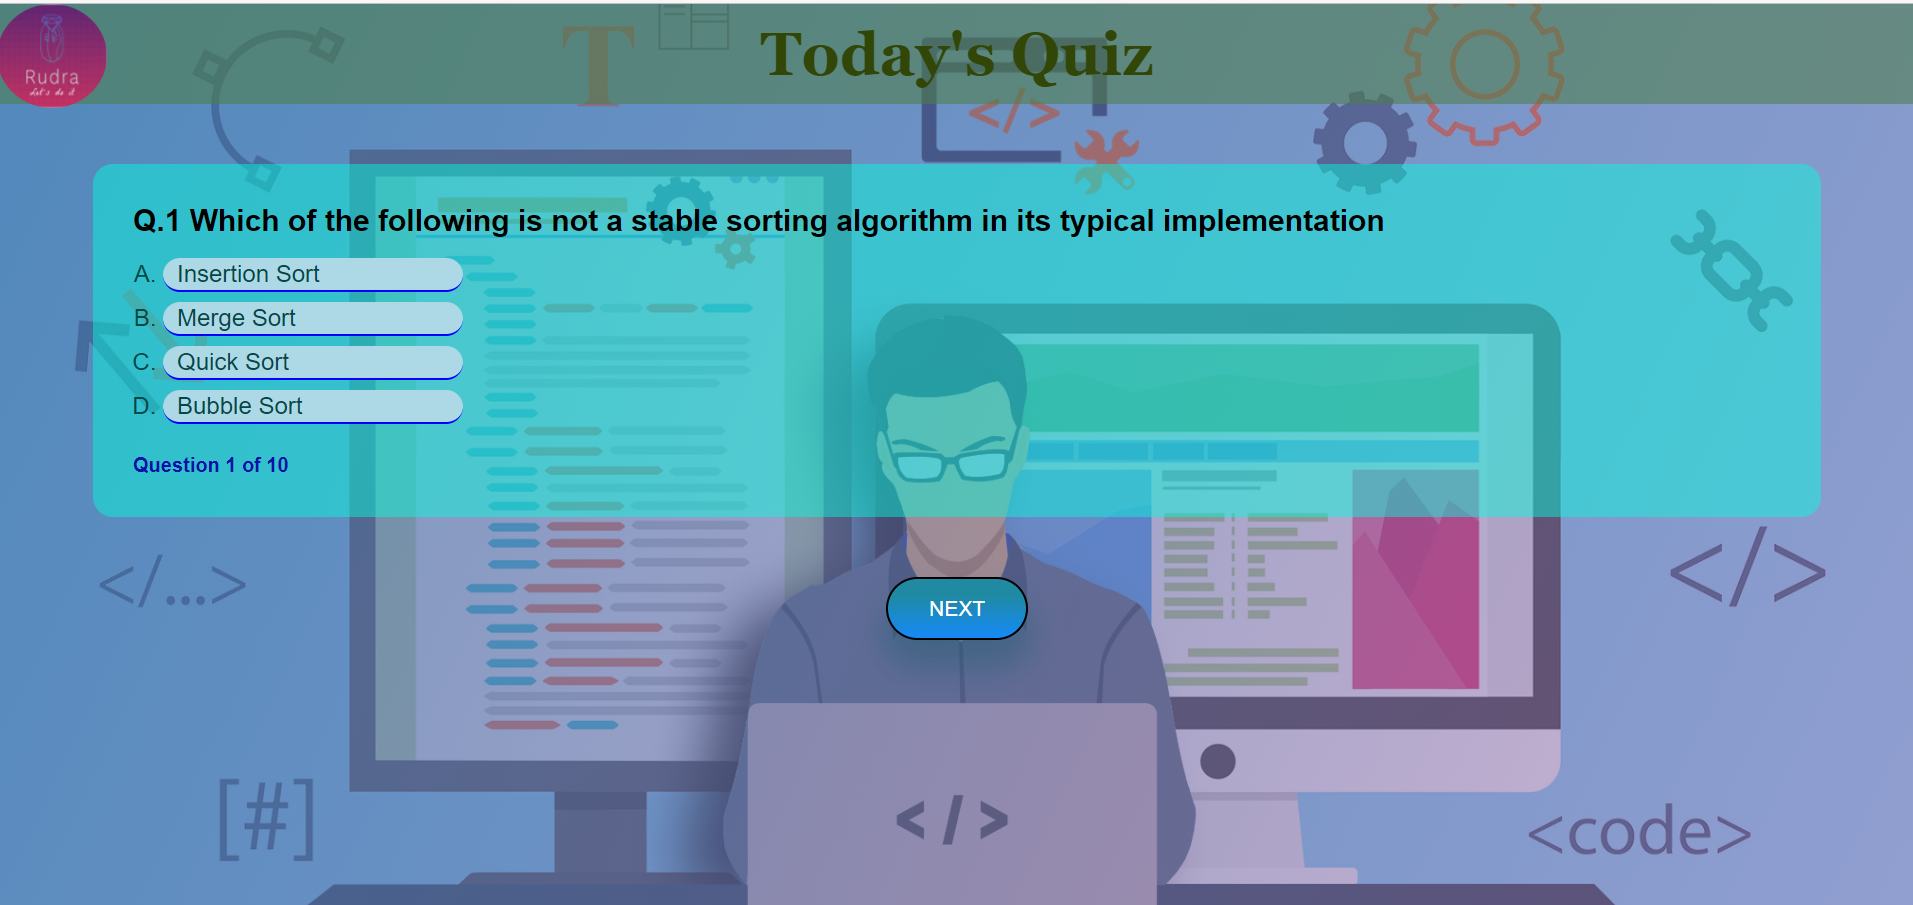 Rudra
Let's do it
T
Today's Quiz
</>
Q.1 Which of the following is not a stable sorting algorithm in its typical implementation
A. Insertion Sort
B. Merge Sort
C. Quick Sort
D. Bubble Sort
Question 1 of 10
</...>
</>
NEXT
[#]
</>
<code>